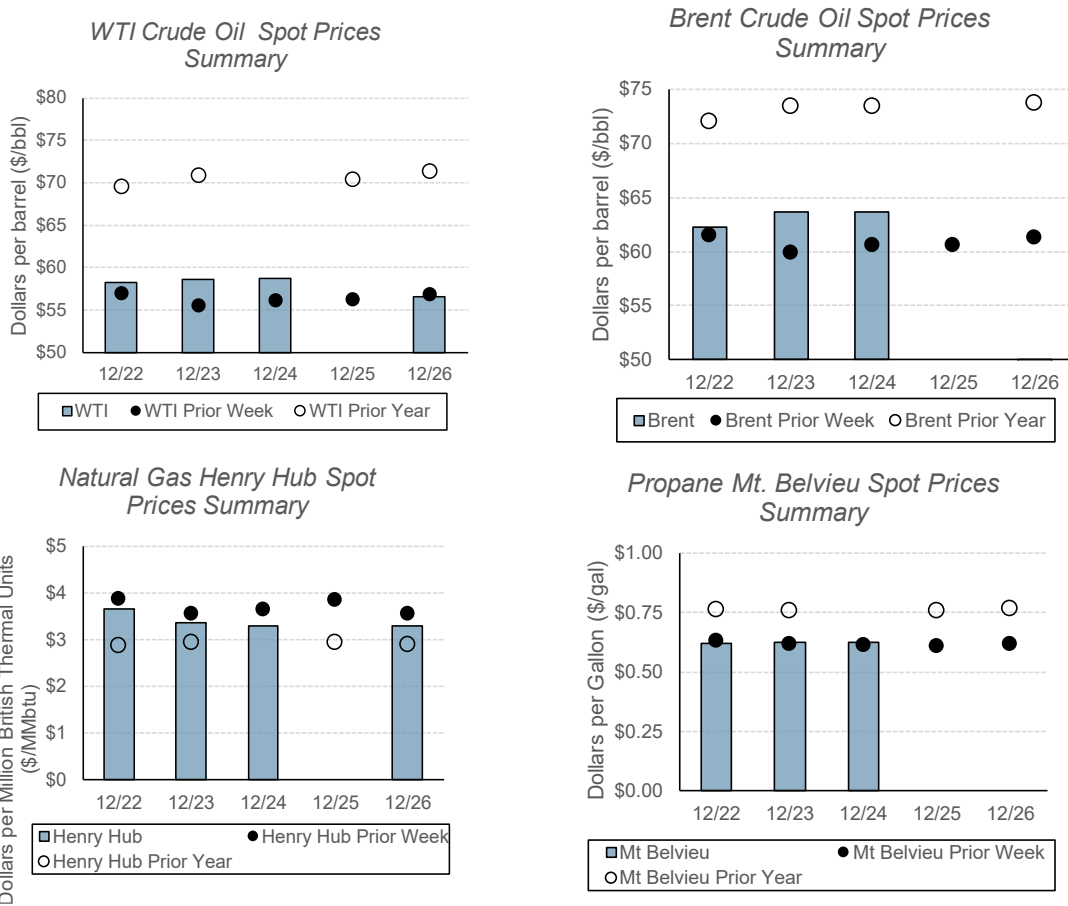 WTI Crude Oil Spot Prices
Summary
Dollars per barrel ($/bbl)
$80
$75
$70
$65
$60
$55
$50
12/22 12/23 12/24 12/25 12/26
WTI WTI Prior Week WTI Prior Year
Brent Crude Oil Spot Prices
Summary
Dollars per barrel ($/bbl)
$75
$70
$65
$60
$55
$50
12/22 12/23 12/24 12/25 12/26
Brent Brent Prior Week Brent Prior Year
Natural Gas Henry Hub Spot
Prices Summary
Dollars per Million British Thermal Units
($/MMbtu)
$5
$4
$3
$2
$1
$0
12/22 12/23 12/24 12/25 12/26
Henry Hub Henry Hub Prior Week
Henry Hub Prior Year
Propane Mt. Belvieu Spot Prices
Summary
Dollars per Gallon ($/gal)
$1.00
$0.75
$0.50
$0.25
$0.00
12/22 12/23 12/24 12/25 12/26
Mt Belvieu Mt Belvieu Prior Week
Mt Belvieu Prior Year